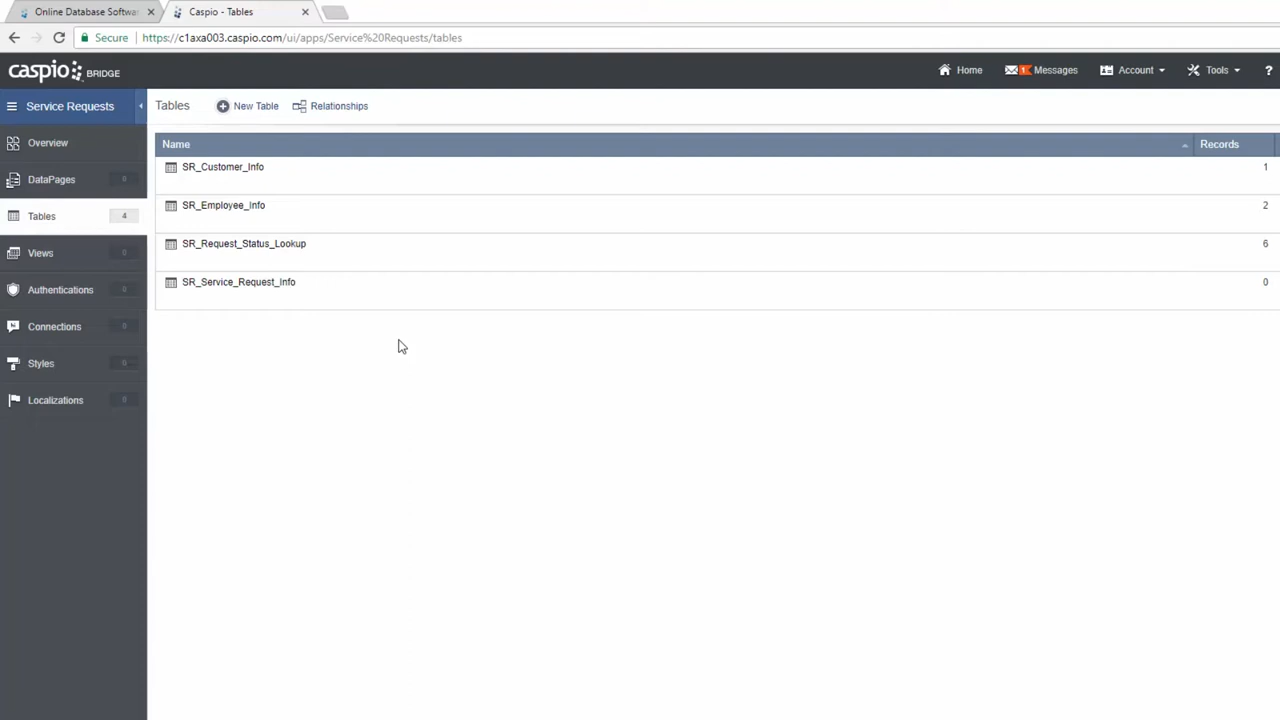 Online Database Softwa
Caspio - Tables
Secure https://c1axa003.caspio.com/ui/apps/Service%20Requests/tables
caspio BRIDGE
Home
1
Messages
Account
Tools
?
Service Requests
Tables
New Table
Relationships
Name
Records
Overview
SR_Customer_Info 1
DataPages 0
SR_Employee_Info 2
Tables 4
SR_Request_Status_Lookup 6
Views 0
SR_Service_Request_Info 0
Authentications 0
Connections 0
Styles 0
Localizations 0